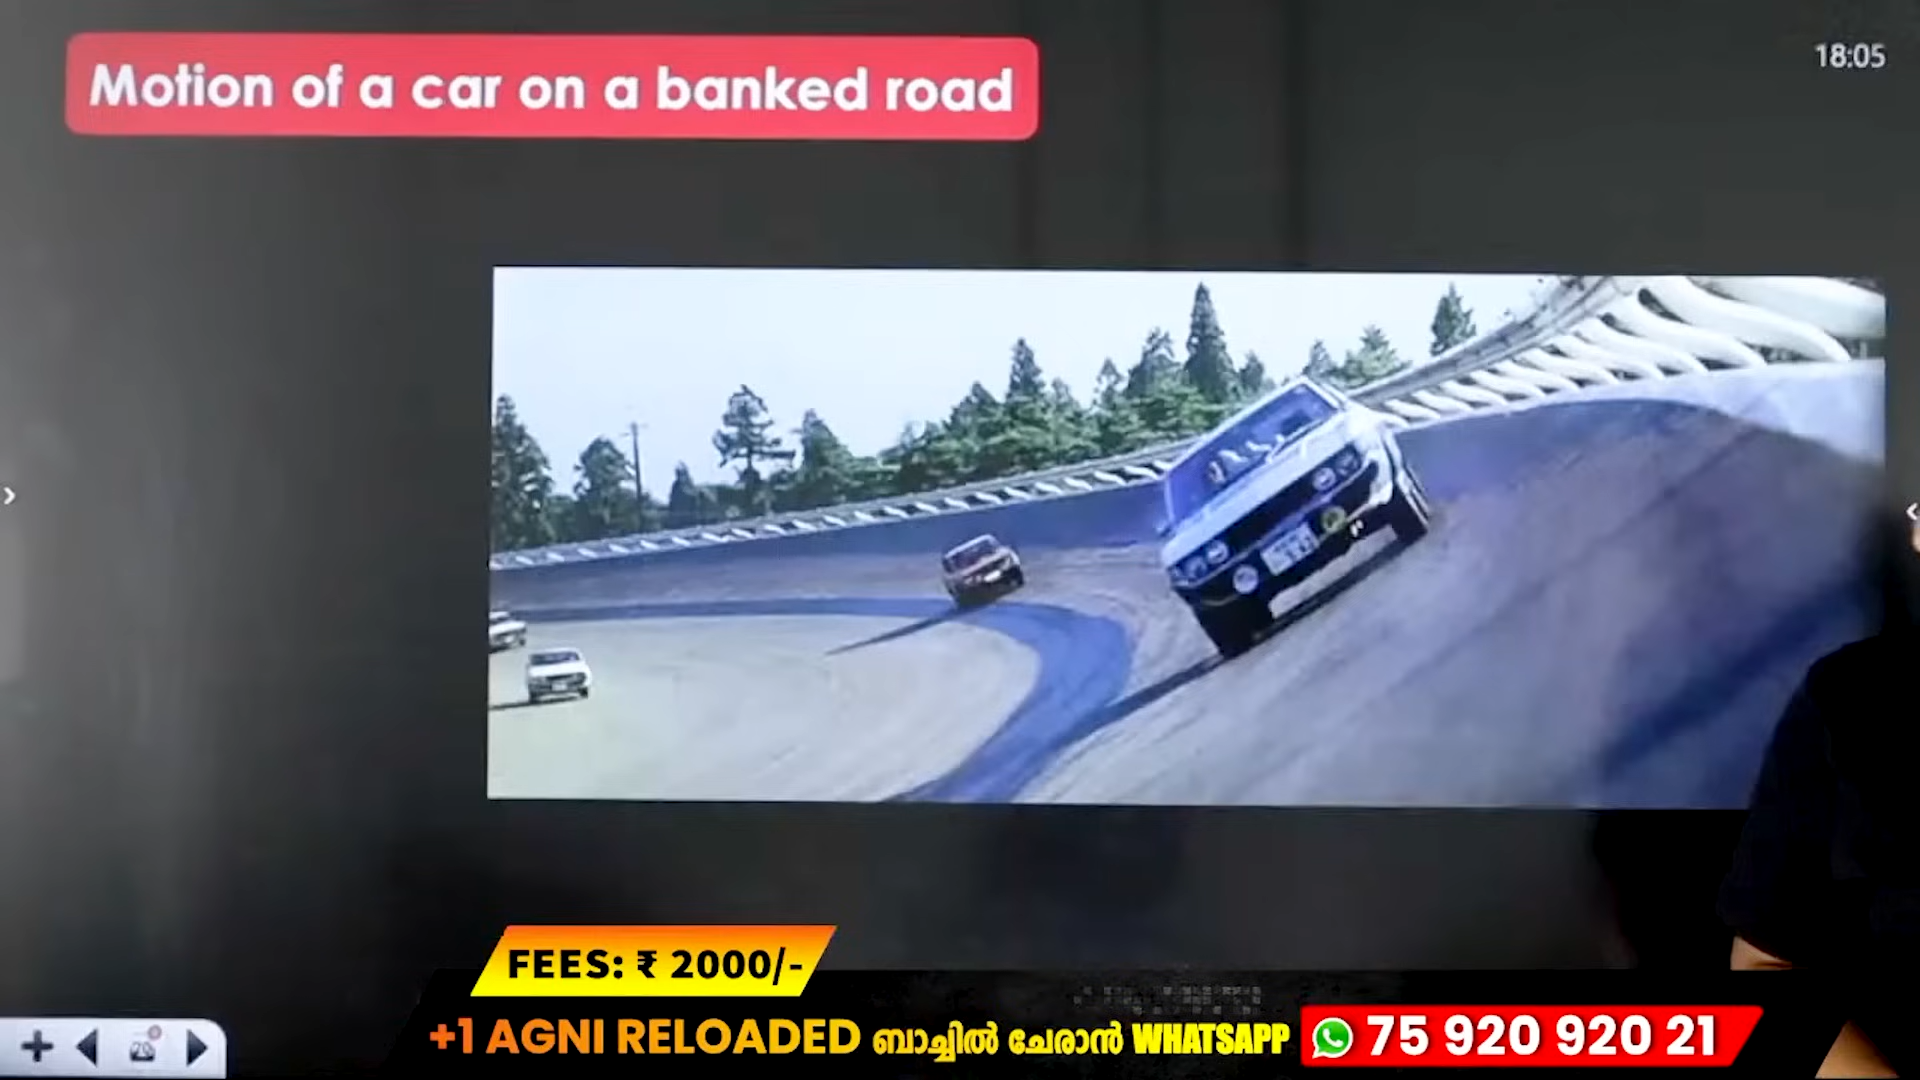 Motion of a car on a banked road
18:05
FEES: ₹ 2000/-
+1 AGNI RELOADED ബാച്ചിൽ ചേരാൻ WHATSAPP 75 920 920 21